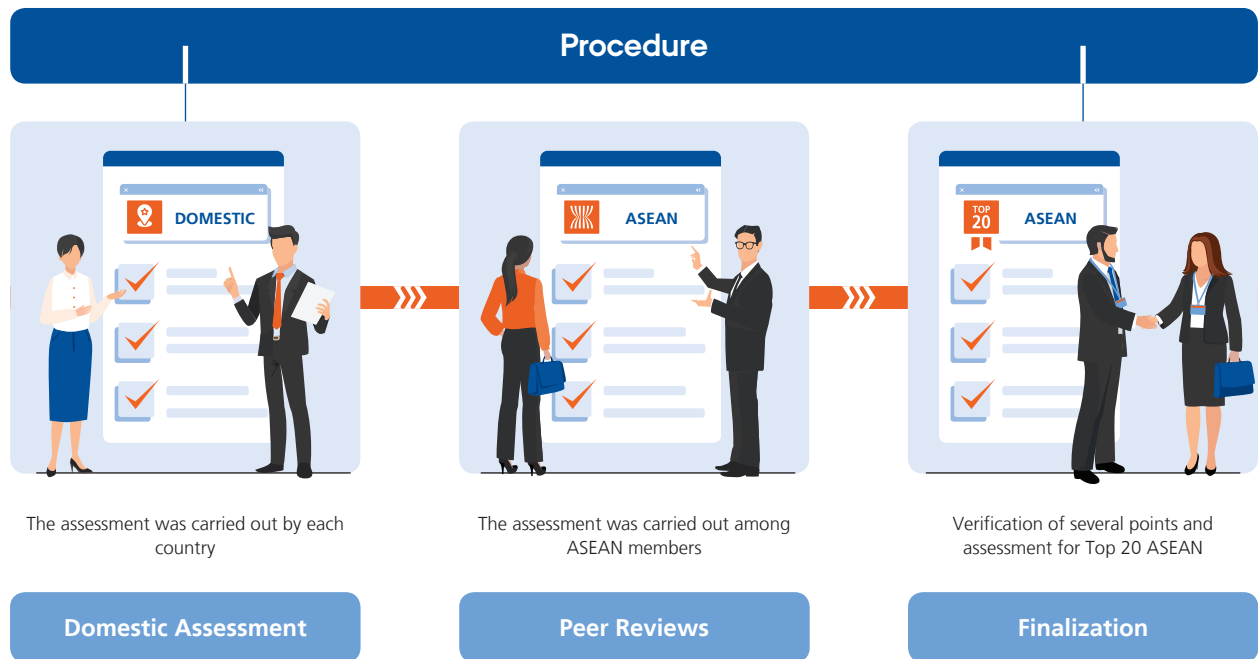 Procedure
DOMESTIC
ASEAN
TOP
20
ASEAN
The assessment was carried out by each
country
The assessment was carried out among
ASEAN members
Verification of several points and
assessment for Top 20 ASEAN
Domestic Assessment
Peer Reviews
Finalization